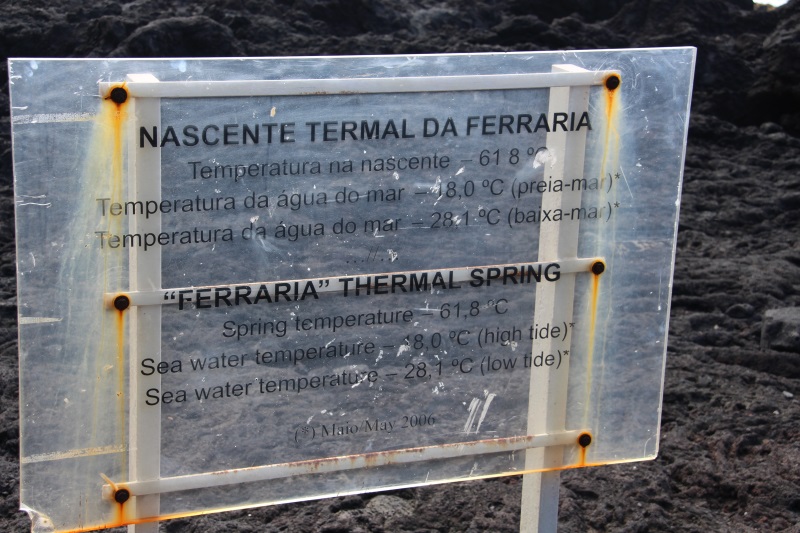 NASCENTE TERMAL DA FERRARIA
Temperatura na nascente – 61 8 ºC
Temperatura da água do mar – 18,0 ºC (preia-mar)*
Temperatura da água do mar – 28,1 ºC (baixa-mar)*
...//...
“FERRARIA” THERMAL SPRING
Spring temperature – 61,8 ºC
Sea water temperature – 18,0 ºC (high tide)*
Sea water temperature – 28,1 ºC (low tide)*
(*) Maio/May 2006